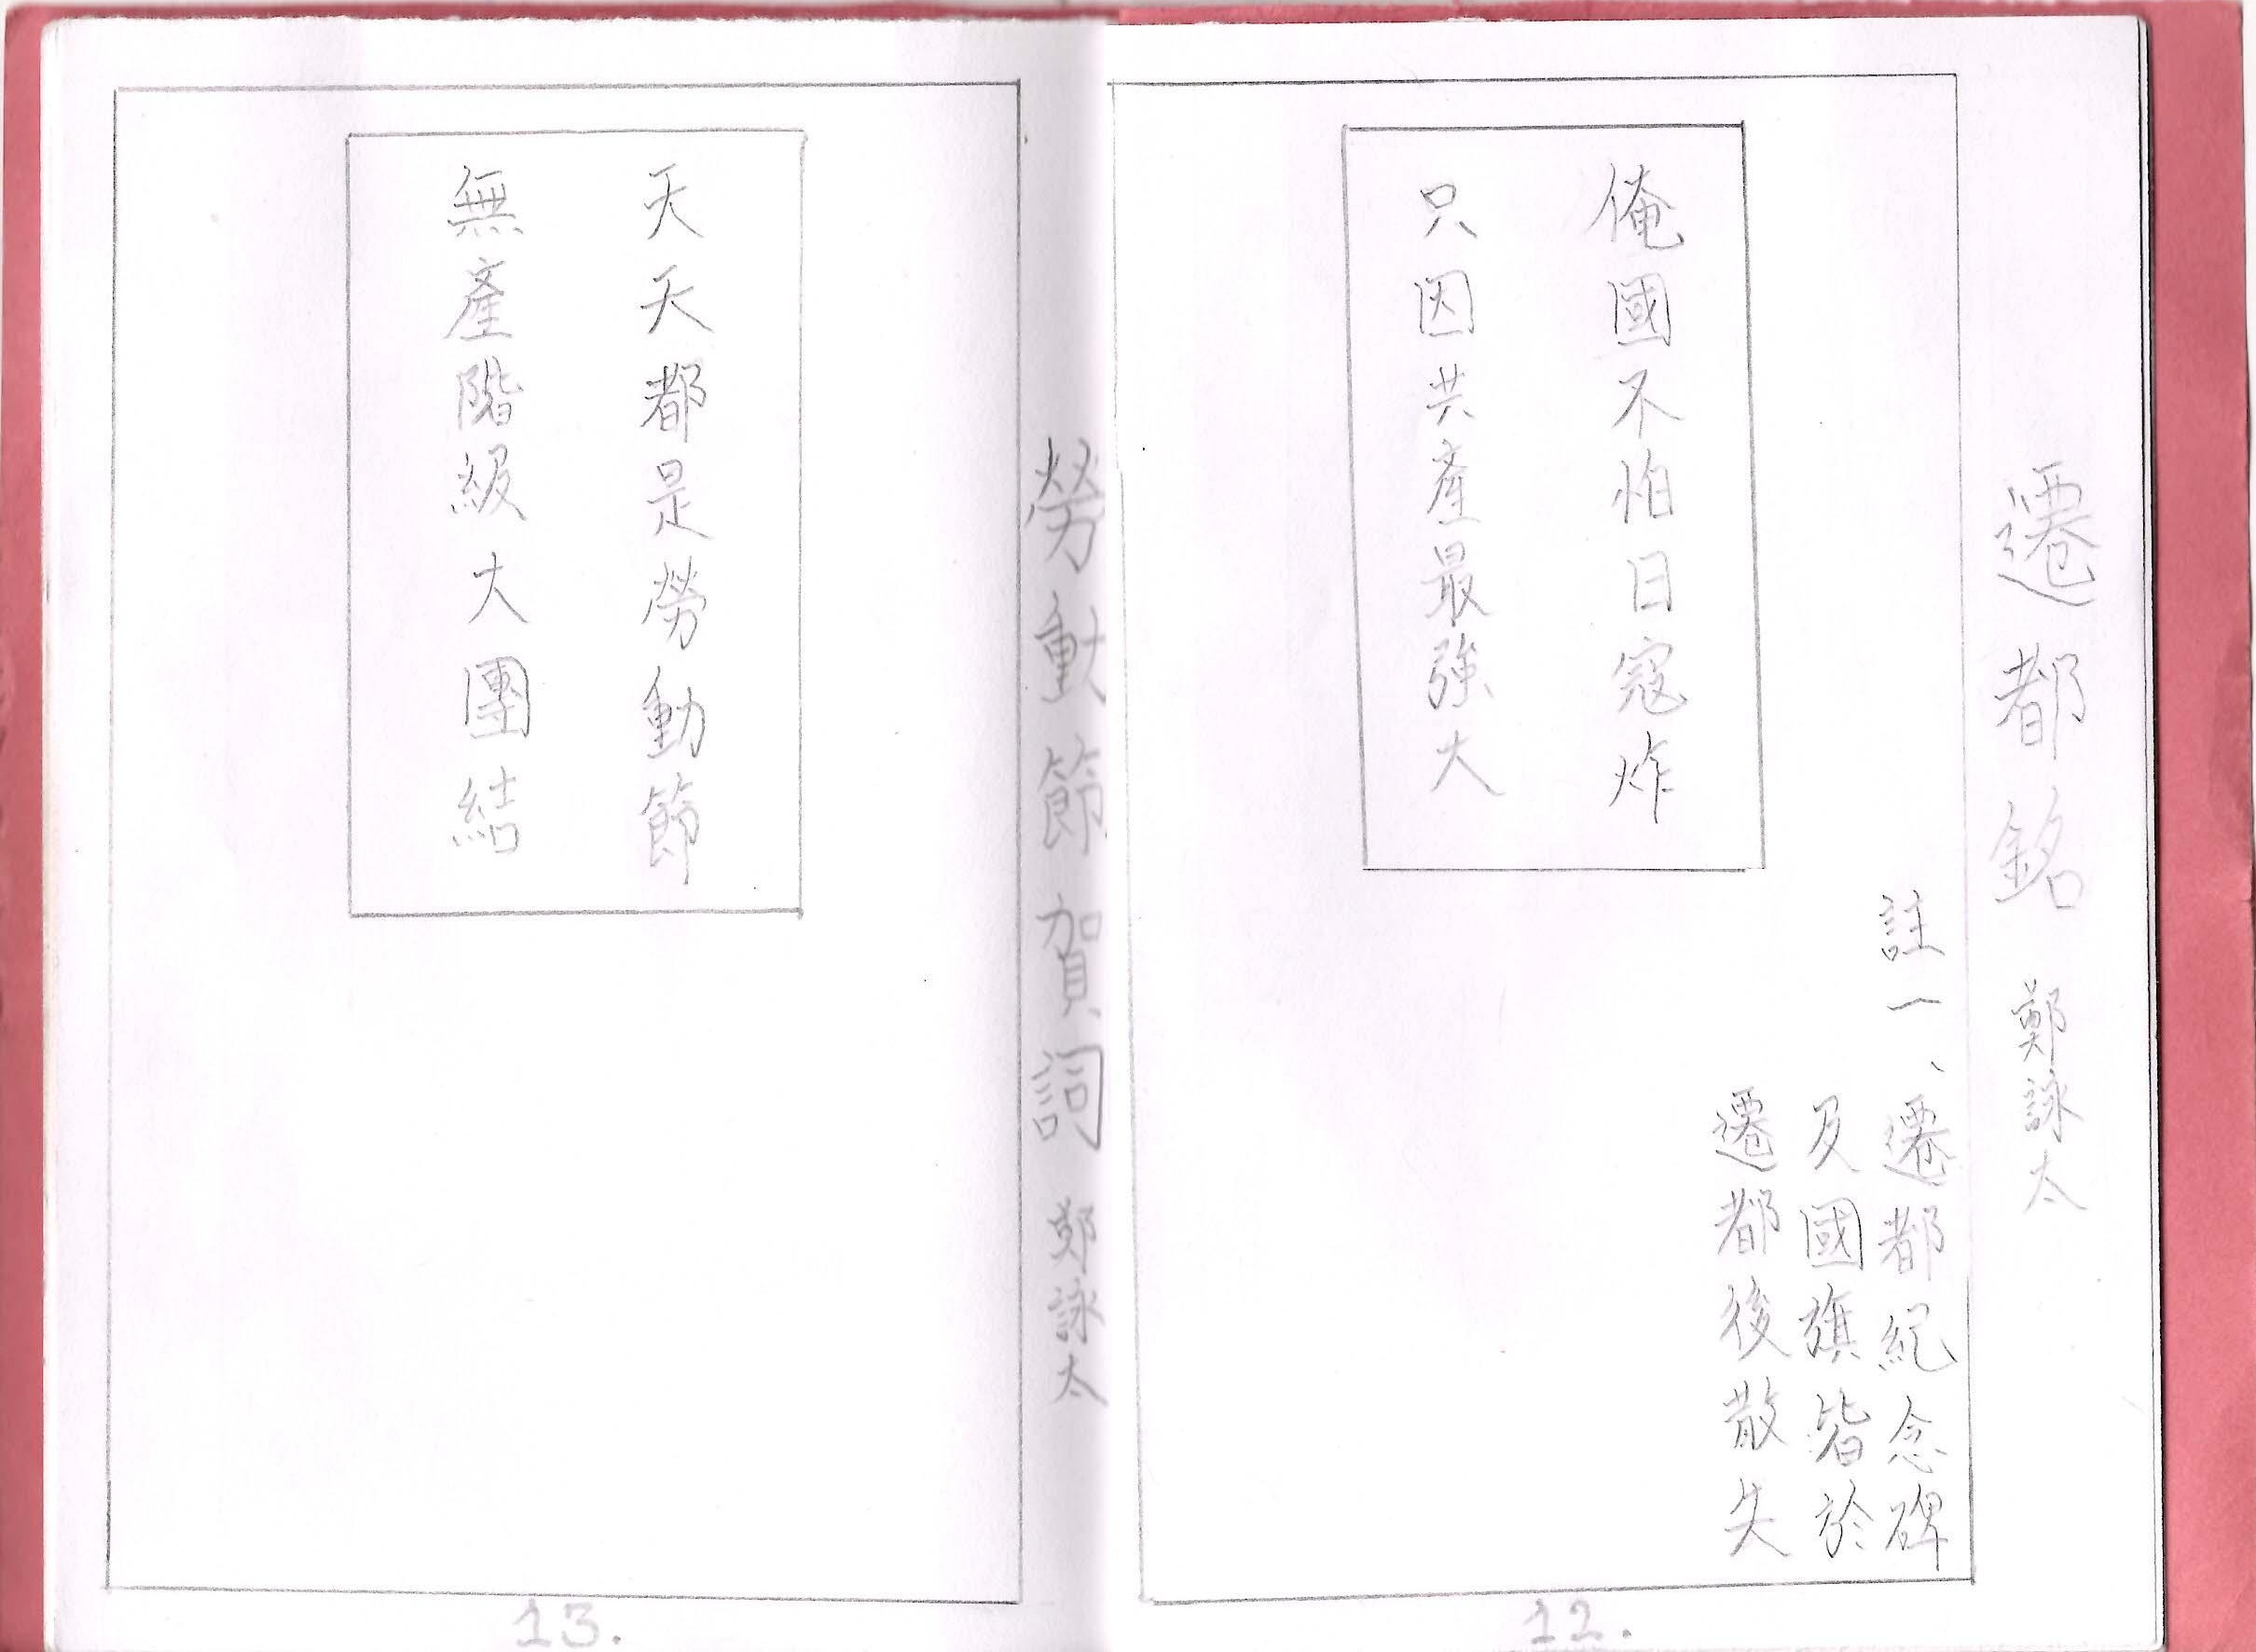 遷都銘 鄭詠太
俺國不怕日寇炸
只因共產最強大
註一、遷都紀念碑
及國旗皆於
遷都後散失
12.
勞動節賀詞 鄭詠太
天天都是勞動節
無產階級大團結
13.